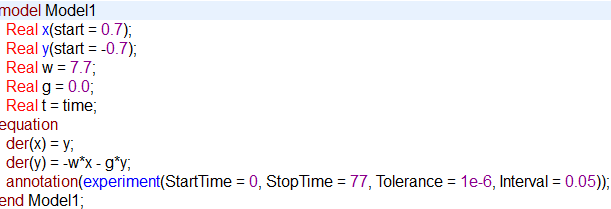 model Model1
Real x(start = 0.7);
Real y(start = -0.7);
Real w = 7.7;
Real g = 0.0;
Real t = time;
equation
der(x) = y;
der(y) = -w*x - g*y;
annotation(experiment(StartTime = 0, StopTime = 77, Tolerance = 1e-6, Interval = 0.05));
end Model1;